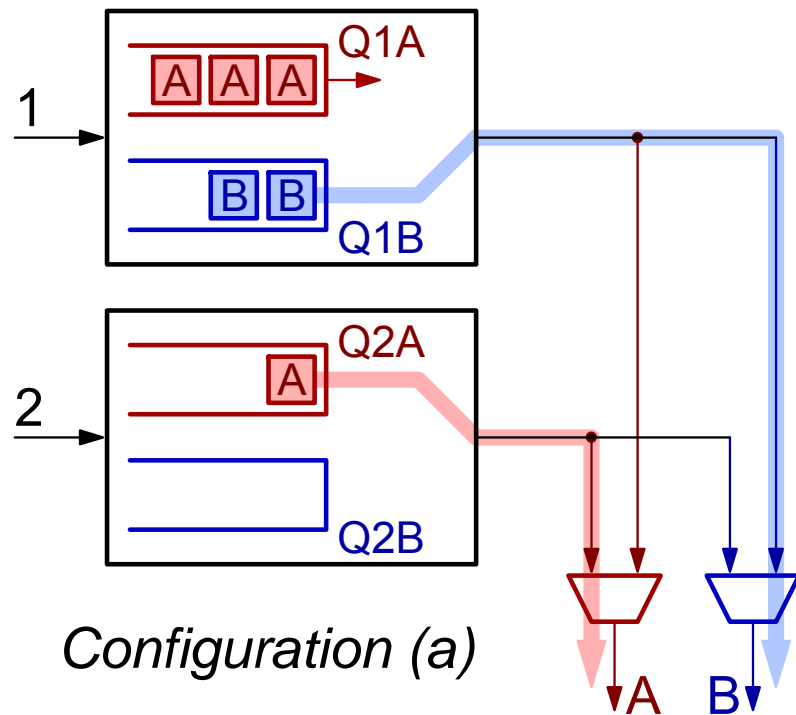 Q1A
A A A
1
B B
Q1B
Q2A
A
2
Q2B
Configuration (a)
A B